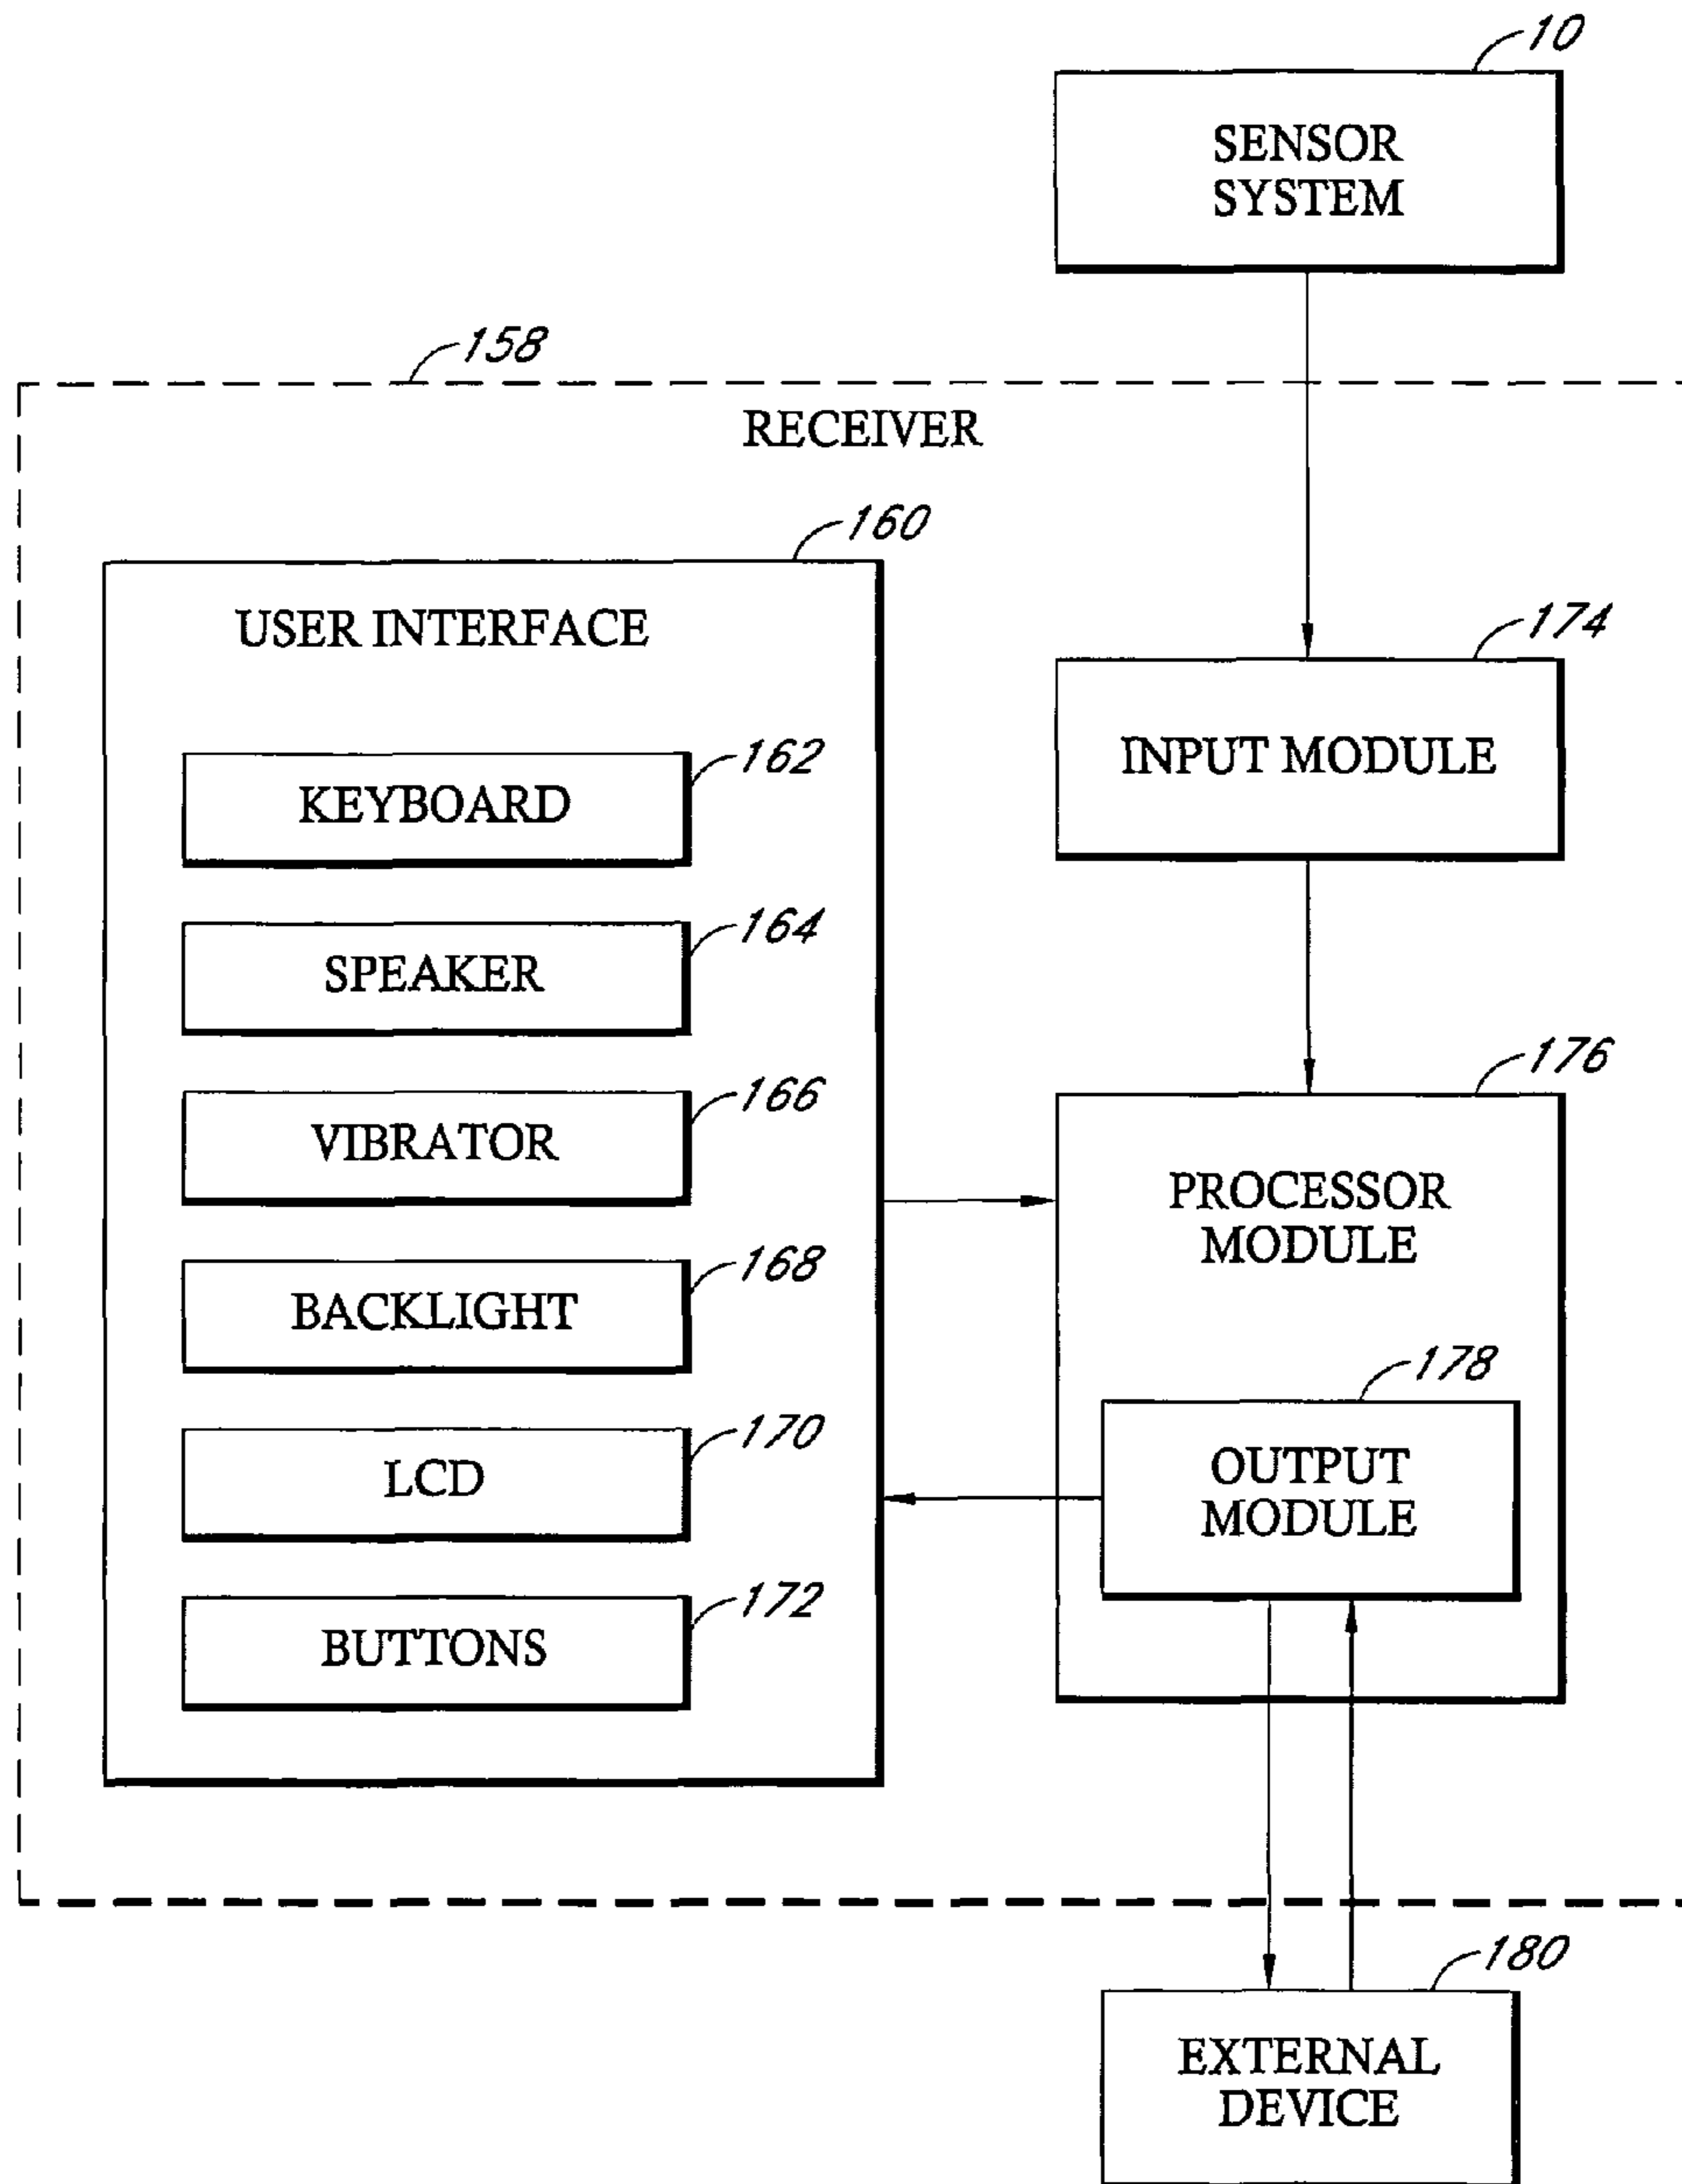 10
SENSOR
SYSTEM
158
RECEIVER
160
USER INTERFACE
174
INPUT MODULE
162
KEYBOARD
164
SPEAKER
166
VIBRATOR
168
BACKLIGHT
170
LCD
172
BUTTONS
176
PROCESSOR
MODULE
178
OUTPUT
MODULE
180
EXTERNAL
DEVICE